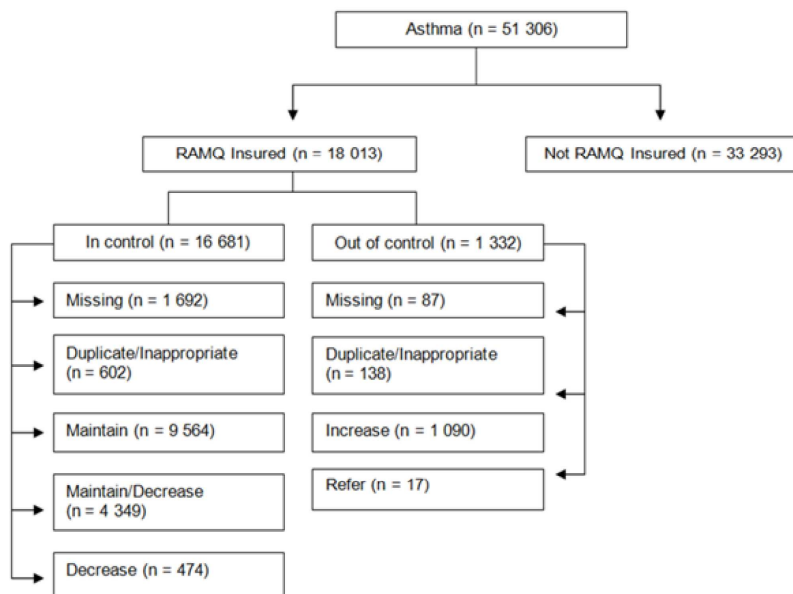 Asthma (n = 51 306)
RAMQ Insured (n = 18 013)
Not RAMQ Insured (n = 33 293)
In control (n = 16 681)
Out of control (n = 1 332)
Missing (n = 1 692)
Missing (n = 87)
Duplicate/Inappropriate
(n = 602)
Duplicate/Inappropriate
(n = 138)
Maintain (n = 9 564)
Increase (n = 1 090)
Maintain/Decrease
(n = 4 349)
Refer (n = 17)
Decrease (n = 474)